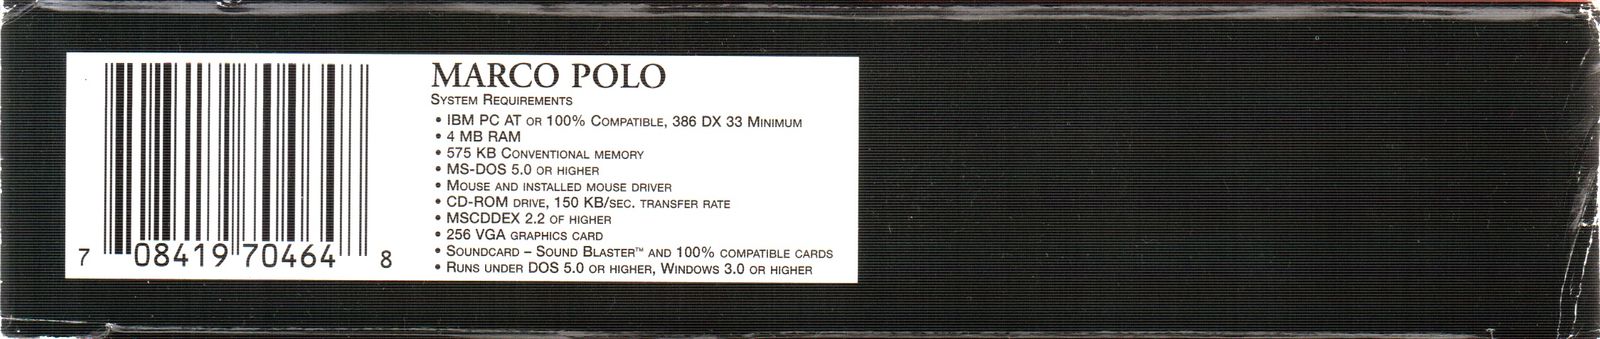 MARCO POLO
SYSTEM REQUIREMENTS
• IBM PC AT OR 100% COMPATIBLE, 386 DX 33 MINIMUM
• 4 MB RAM
• 575 KB CONVENTIONAL MEMORY
• MS-DOS 5.0 OR HIGHER
• MOUSE AND INSTALLED MOUSE DRIVER
• CD-ROM DRIVE, 150 KB/SEC. TRANSFER RATE
• MSCDDEX 2.2 OF HIGHER
• 256 VGA GRAPHICS CARD
• SOUNDCARD – SOUND BLASTER™ AND 100% COMPATIBLE CARDS
• RUNS UNDER DOS 5.0 OR HIGHER, WINDOWS 3.0 OR HIGHER
7 08419 70464 8